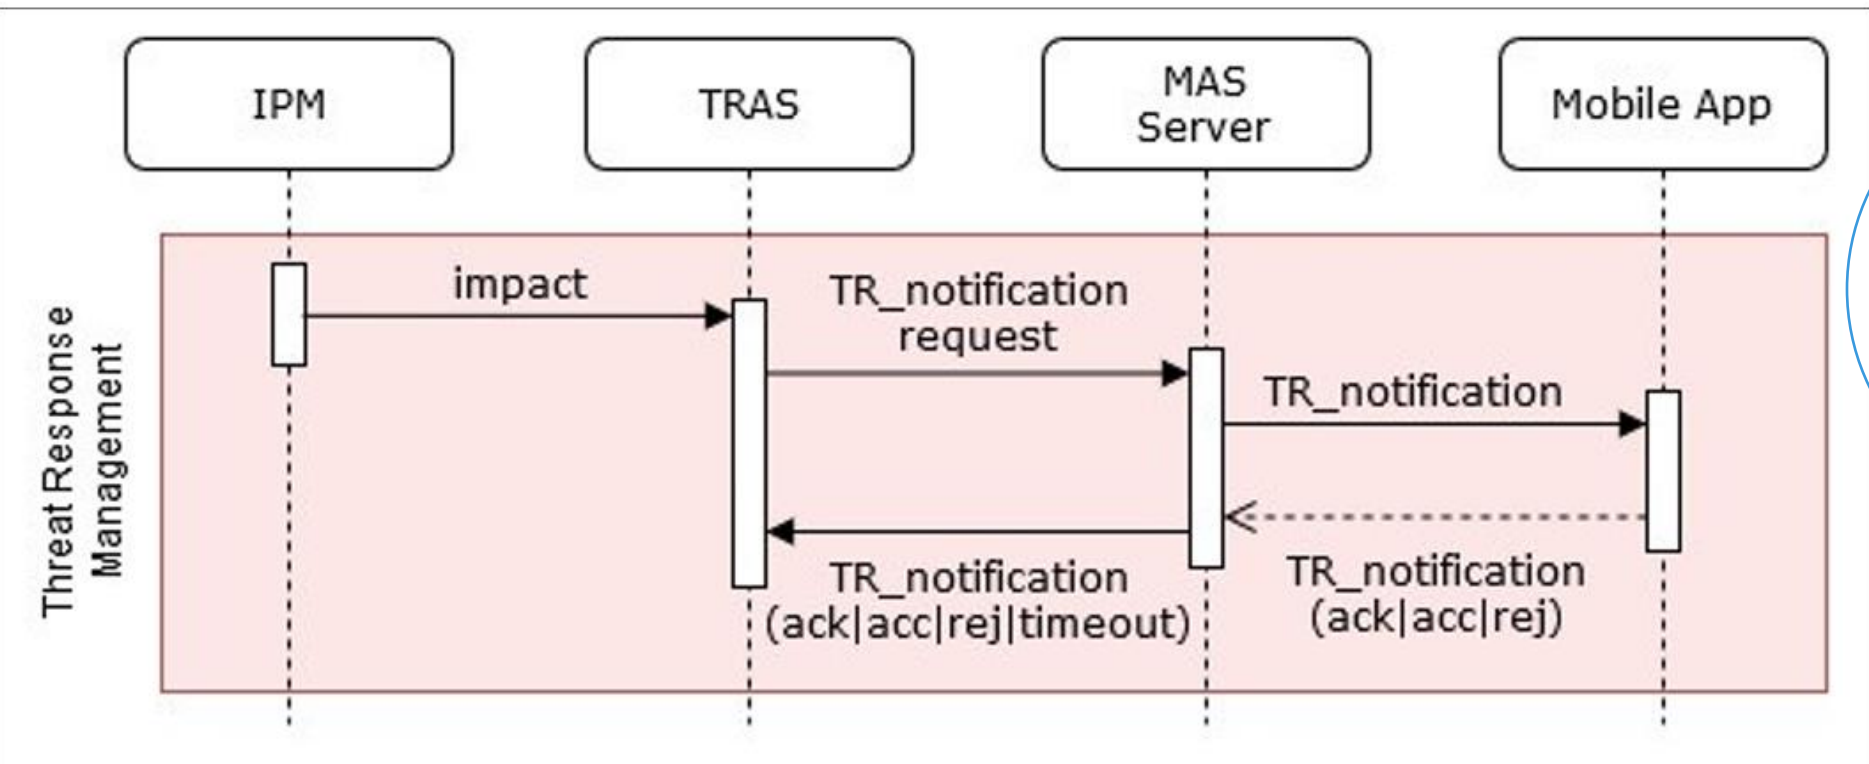 IPM
TRAS
MAS
Server
Mobile App
Threat Response
Management
impact
TR_notification
request
TR_notification
TR_notification
(ack|acc|rej|timeout)
TR_notification
(ack|acc|rej)